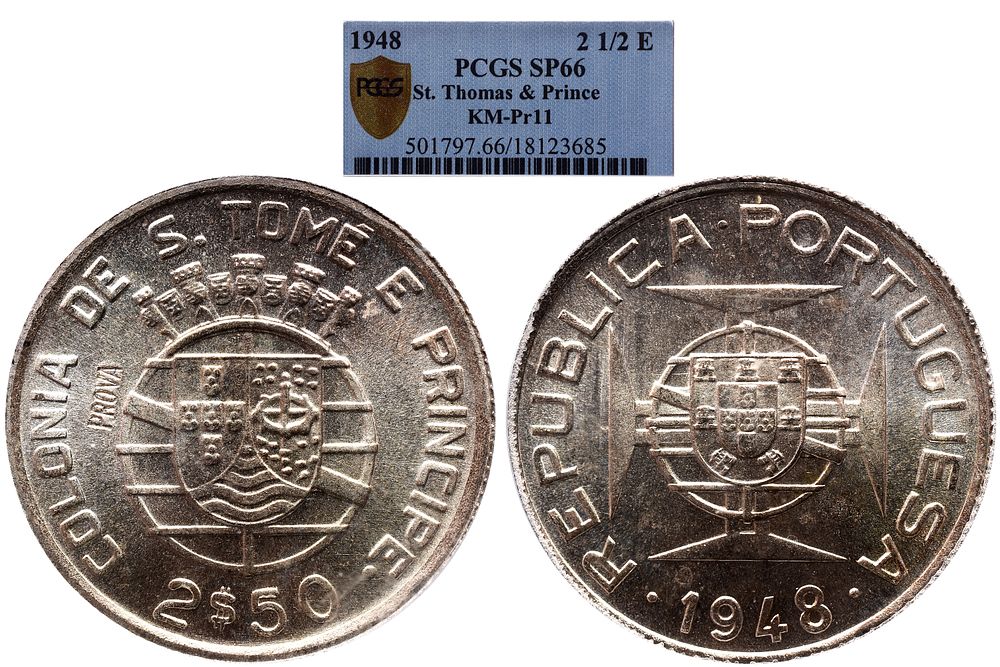 1948 2 1/2 E
PCGS SP66
PCGS St. Thomas & Prince
KM-Pr11
501797.66/18123685
COLONIA DE S. TOMÉ E PRINCIPE.
PROVA
2$50
REPUBLICA·PORTUGUESA
·1948·